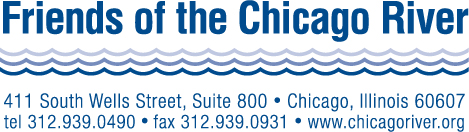 Friends of the Chicago River
411 South Wells Street, Suite 800 • Chicago, Illinois 60607
tel 312.939.0490 • fax 312.939.0931 • www.chicagoriver.org